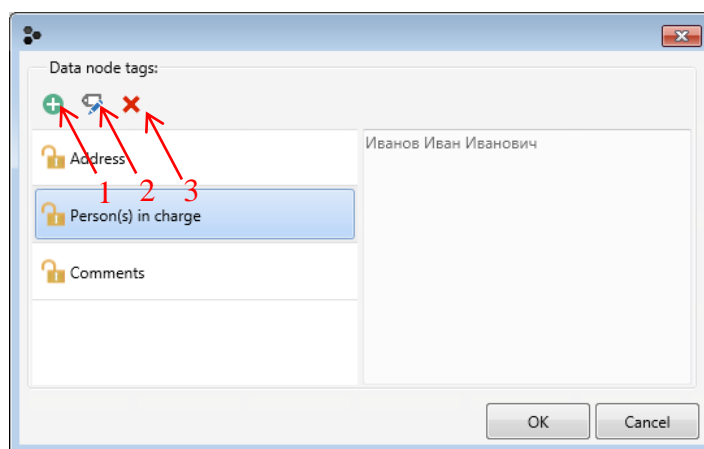 Data node tags:
Address
Иванов Иван Иванович
1 2 3
Person(s) in charge
Comments
OK Cancel